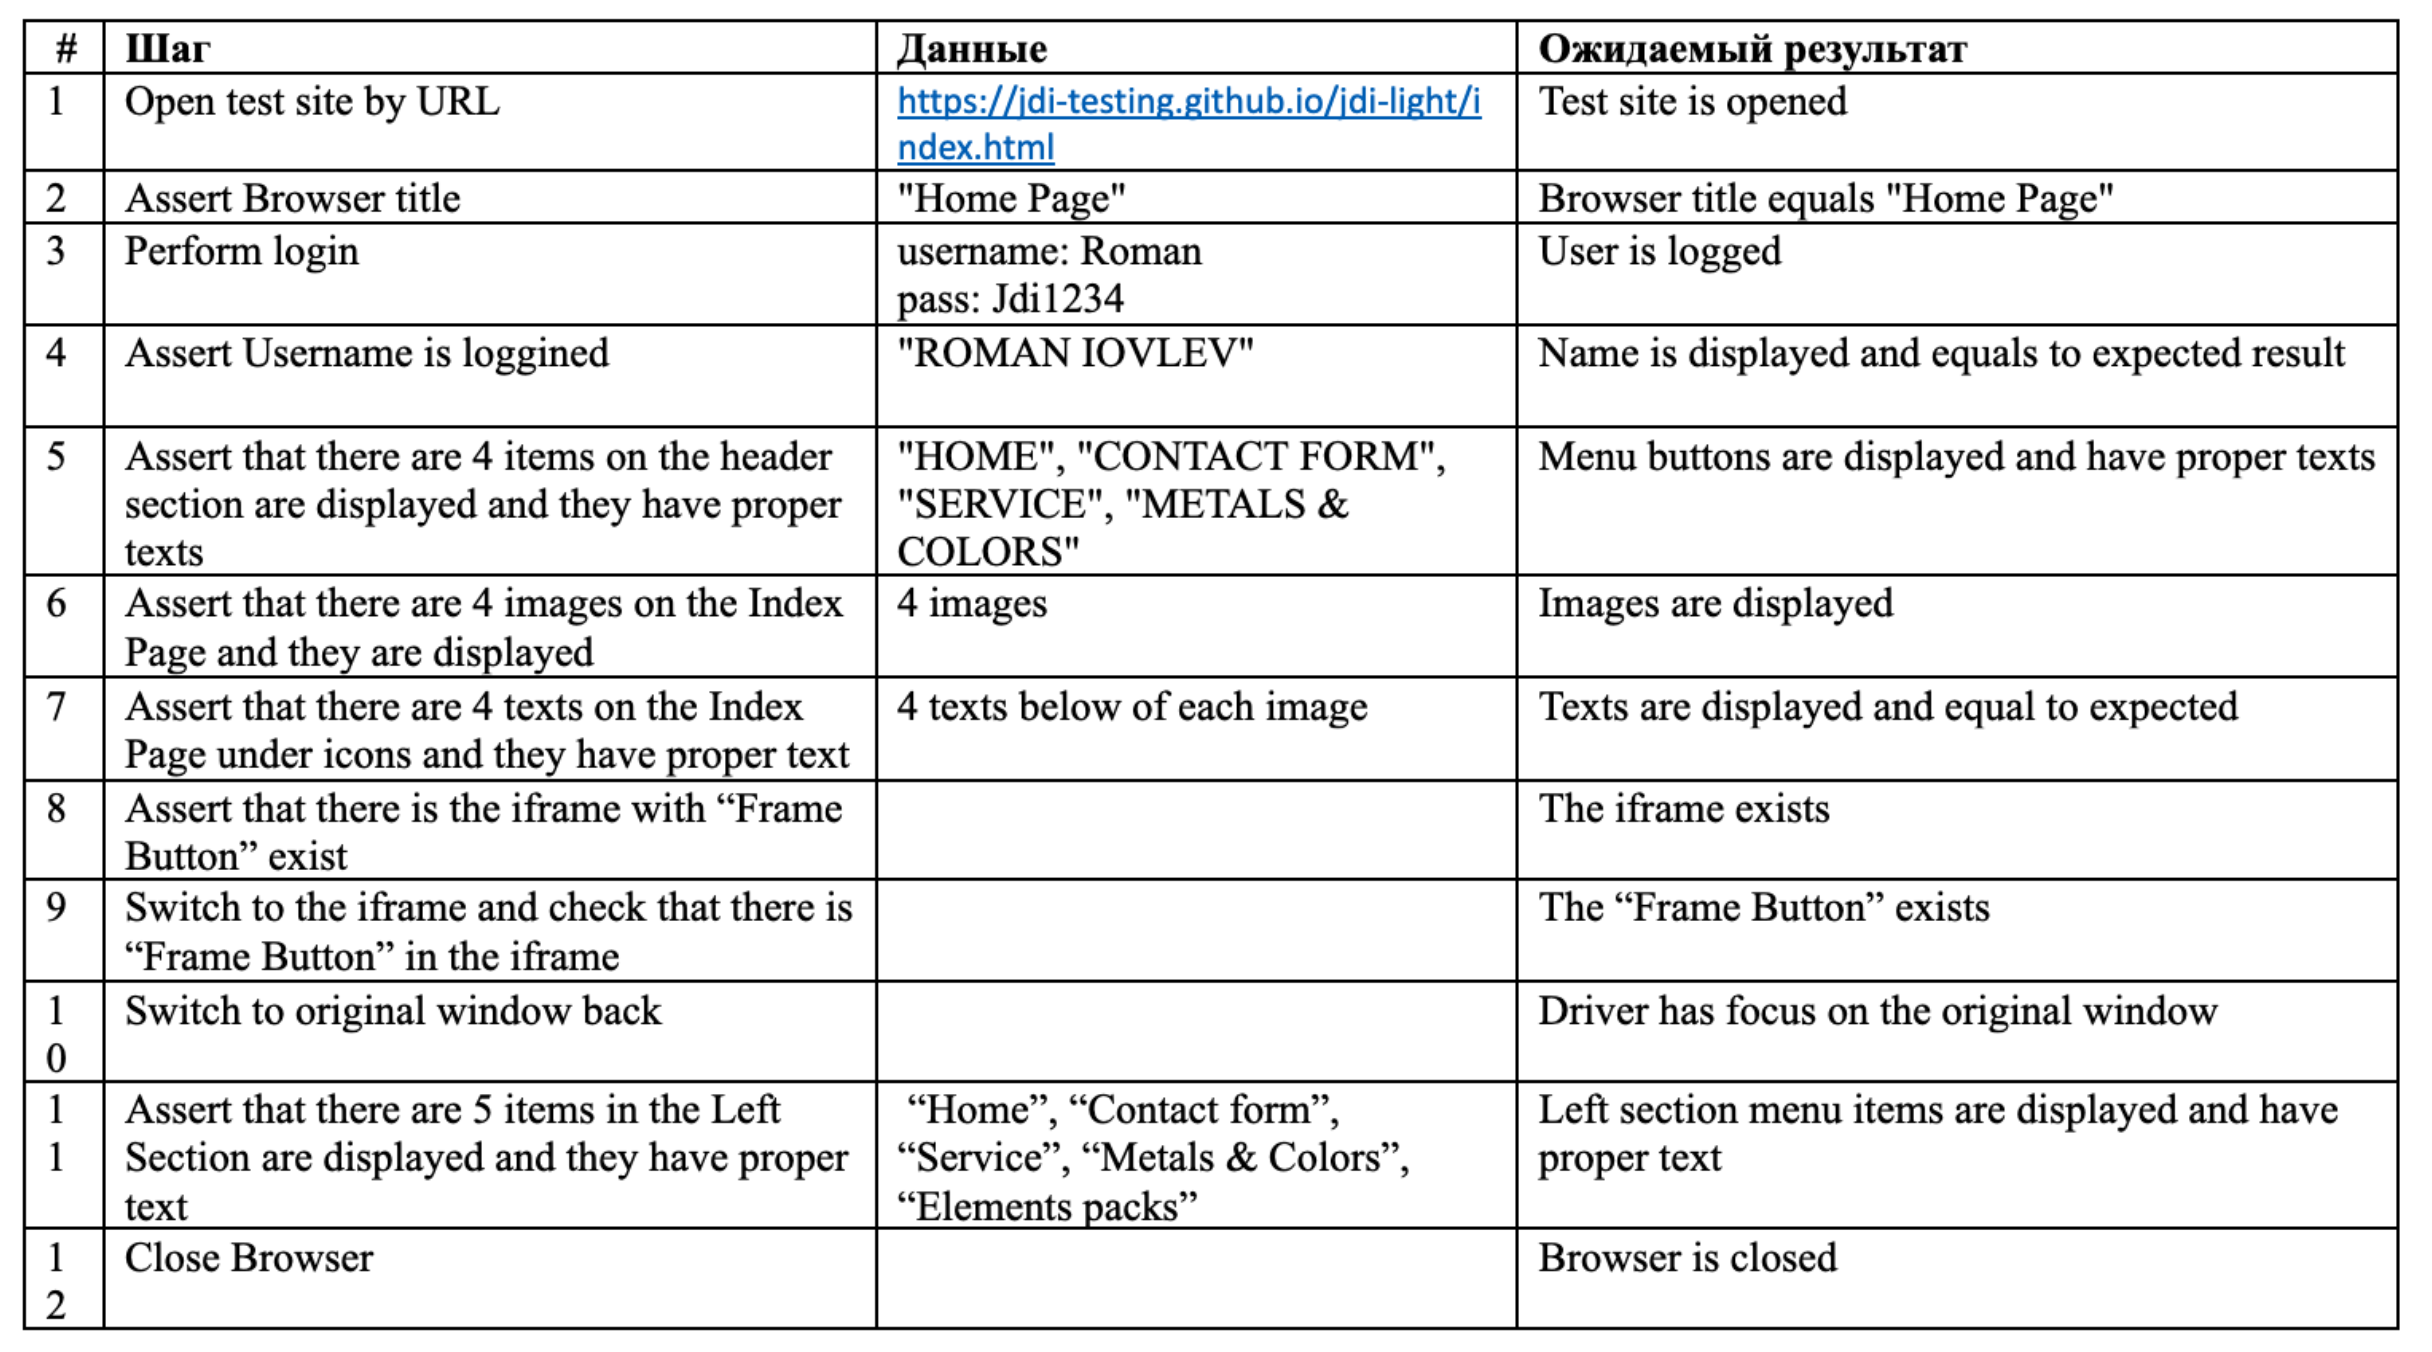 # Шаг Данные Ожидаемый результат
1 Open test site by URL https://jdi-testing.github.io/jdi-light/i Test site is opened
ndex.html
2 Assert Browser title "Home Page" Browser title equals "Home Page"
3 Perform login username: Roman User is logged
pass: Jdi1234
4 Assert Username is loggined "ROMAN IOVLEV" Name is displayed and equals to expected result
5 Assert that there are 4 items on the header "HOME", "CONTACT FORM", Menu buttons are displayed and have proper texts
section are displayed and they have proper "SERVICE", "METALS &
texts COLORS"
6 Assert that there are 4 images on the Index 4 images Images are displayed
Page and they are displayed
7 Assert that there are 4 texts on the Index 4 texts below of each image Texts are displayed and equal to expected
Page under icons and they have proper text
8 Assert that there is the iframe with “Frame The iframe exists
Button” exist
9 Switch to the iframe and check that there is The “Frame Button” exists
“Frame Button” in the iframe
1 Switch to original window back Driver has focus on the original window
0
1 Assert that there are 5 items in the Left “Home”, “Contact form”, Left section menu items are displayed and have
1 Section are displayed and they have proper “Service”, “Metals & Colors”, proper text
text “Elements packs”
1 Close Browser Browser is closed
2